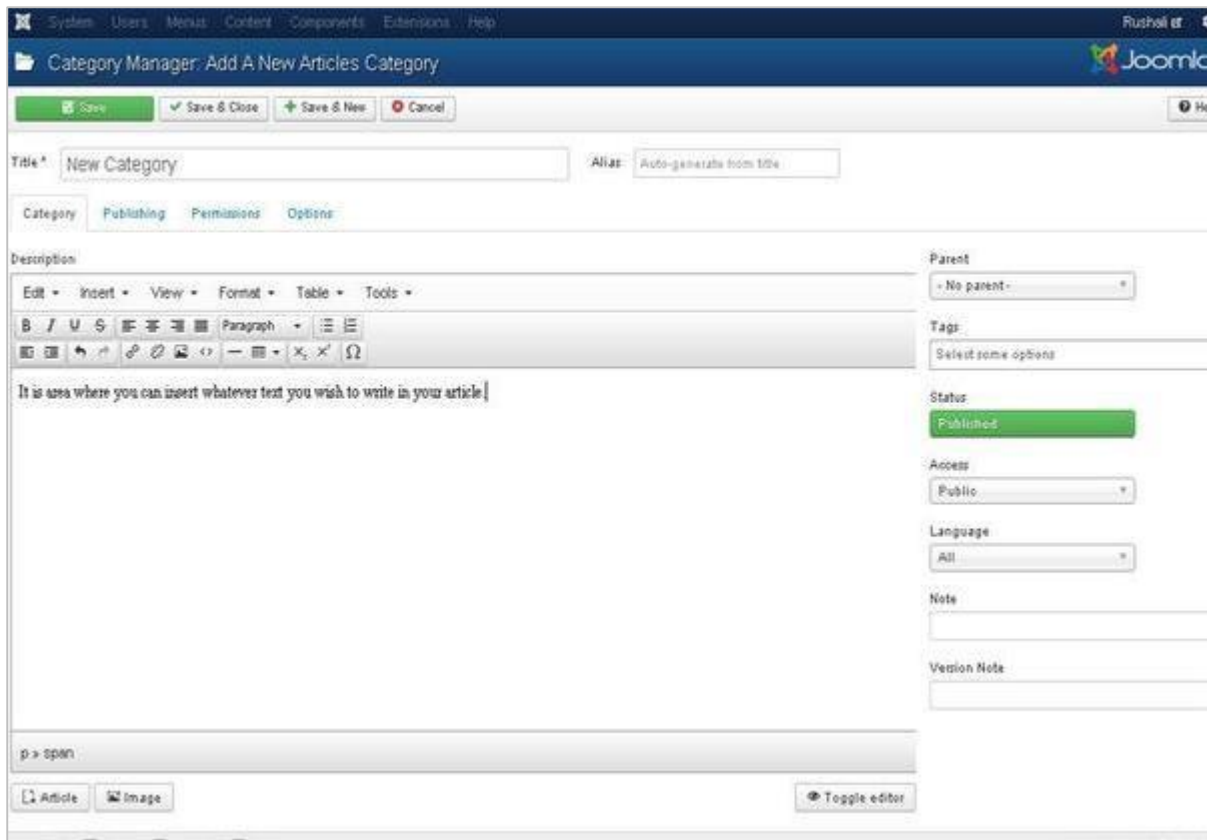 System Users Menus Content Components Extensions Help Rushali
Category Manager: Add A New Articles Category Joomla
Save Save & Close Save & New Cancel He
Title * New Category Alias Auto-generate from title
Category Publishing Permissions Options
Description
Edit Insert View Format Table Tools
B I U S Paragraph
It is area where you can insert whatever text you wish to write in your article.
p » span
Article Image Toggle editor
Parent
- No parent -
Tags
Select some options
Status
Published
Access
Public
Language
All
Note
Version Note